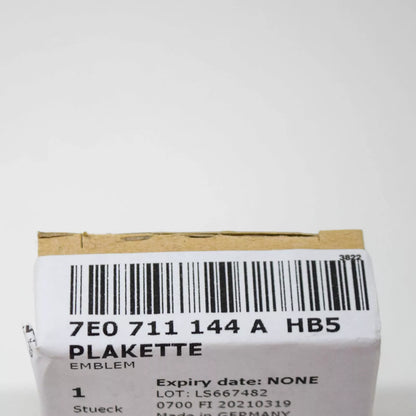 3822
7E0 711 144 A HB5
PLAKETTE
EMBLEM
Expiry date: NONE
1 LOT: LS667482
Stueck 0700 FI 20210319
Made in GERMANY